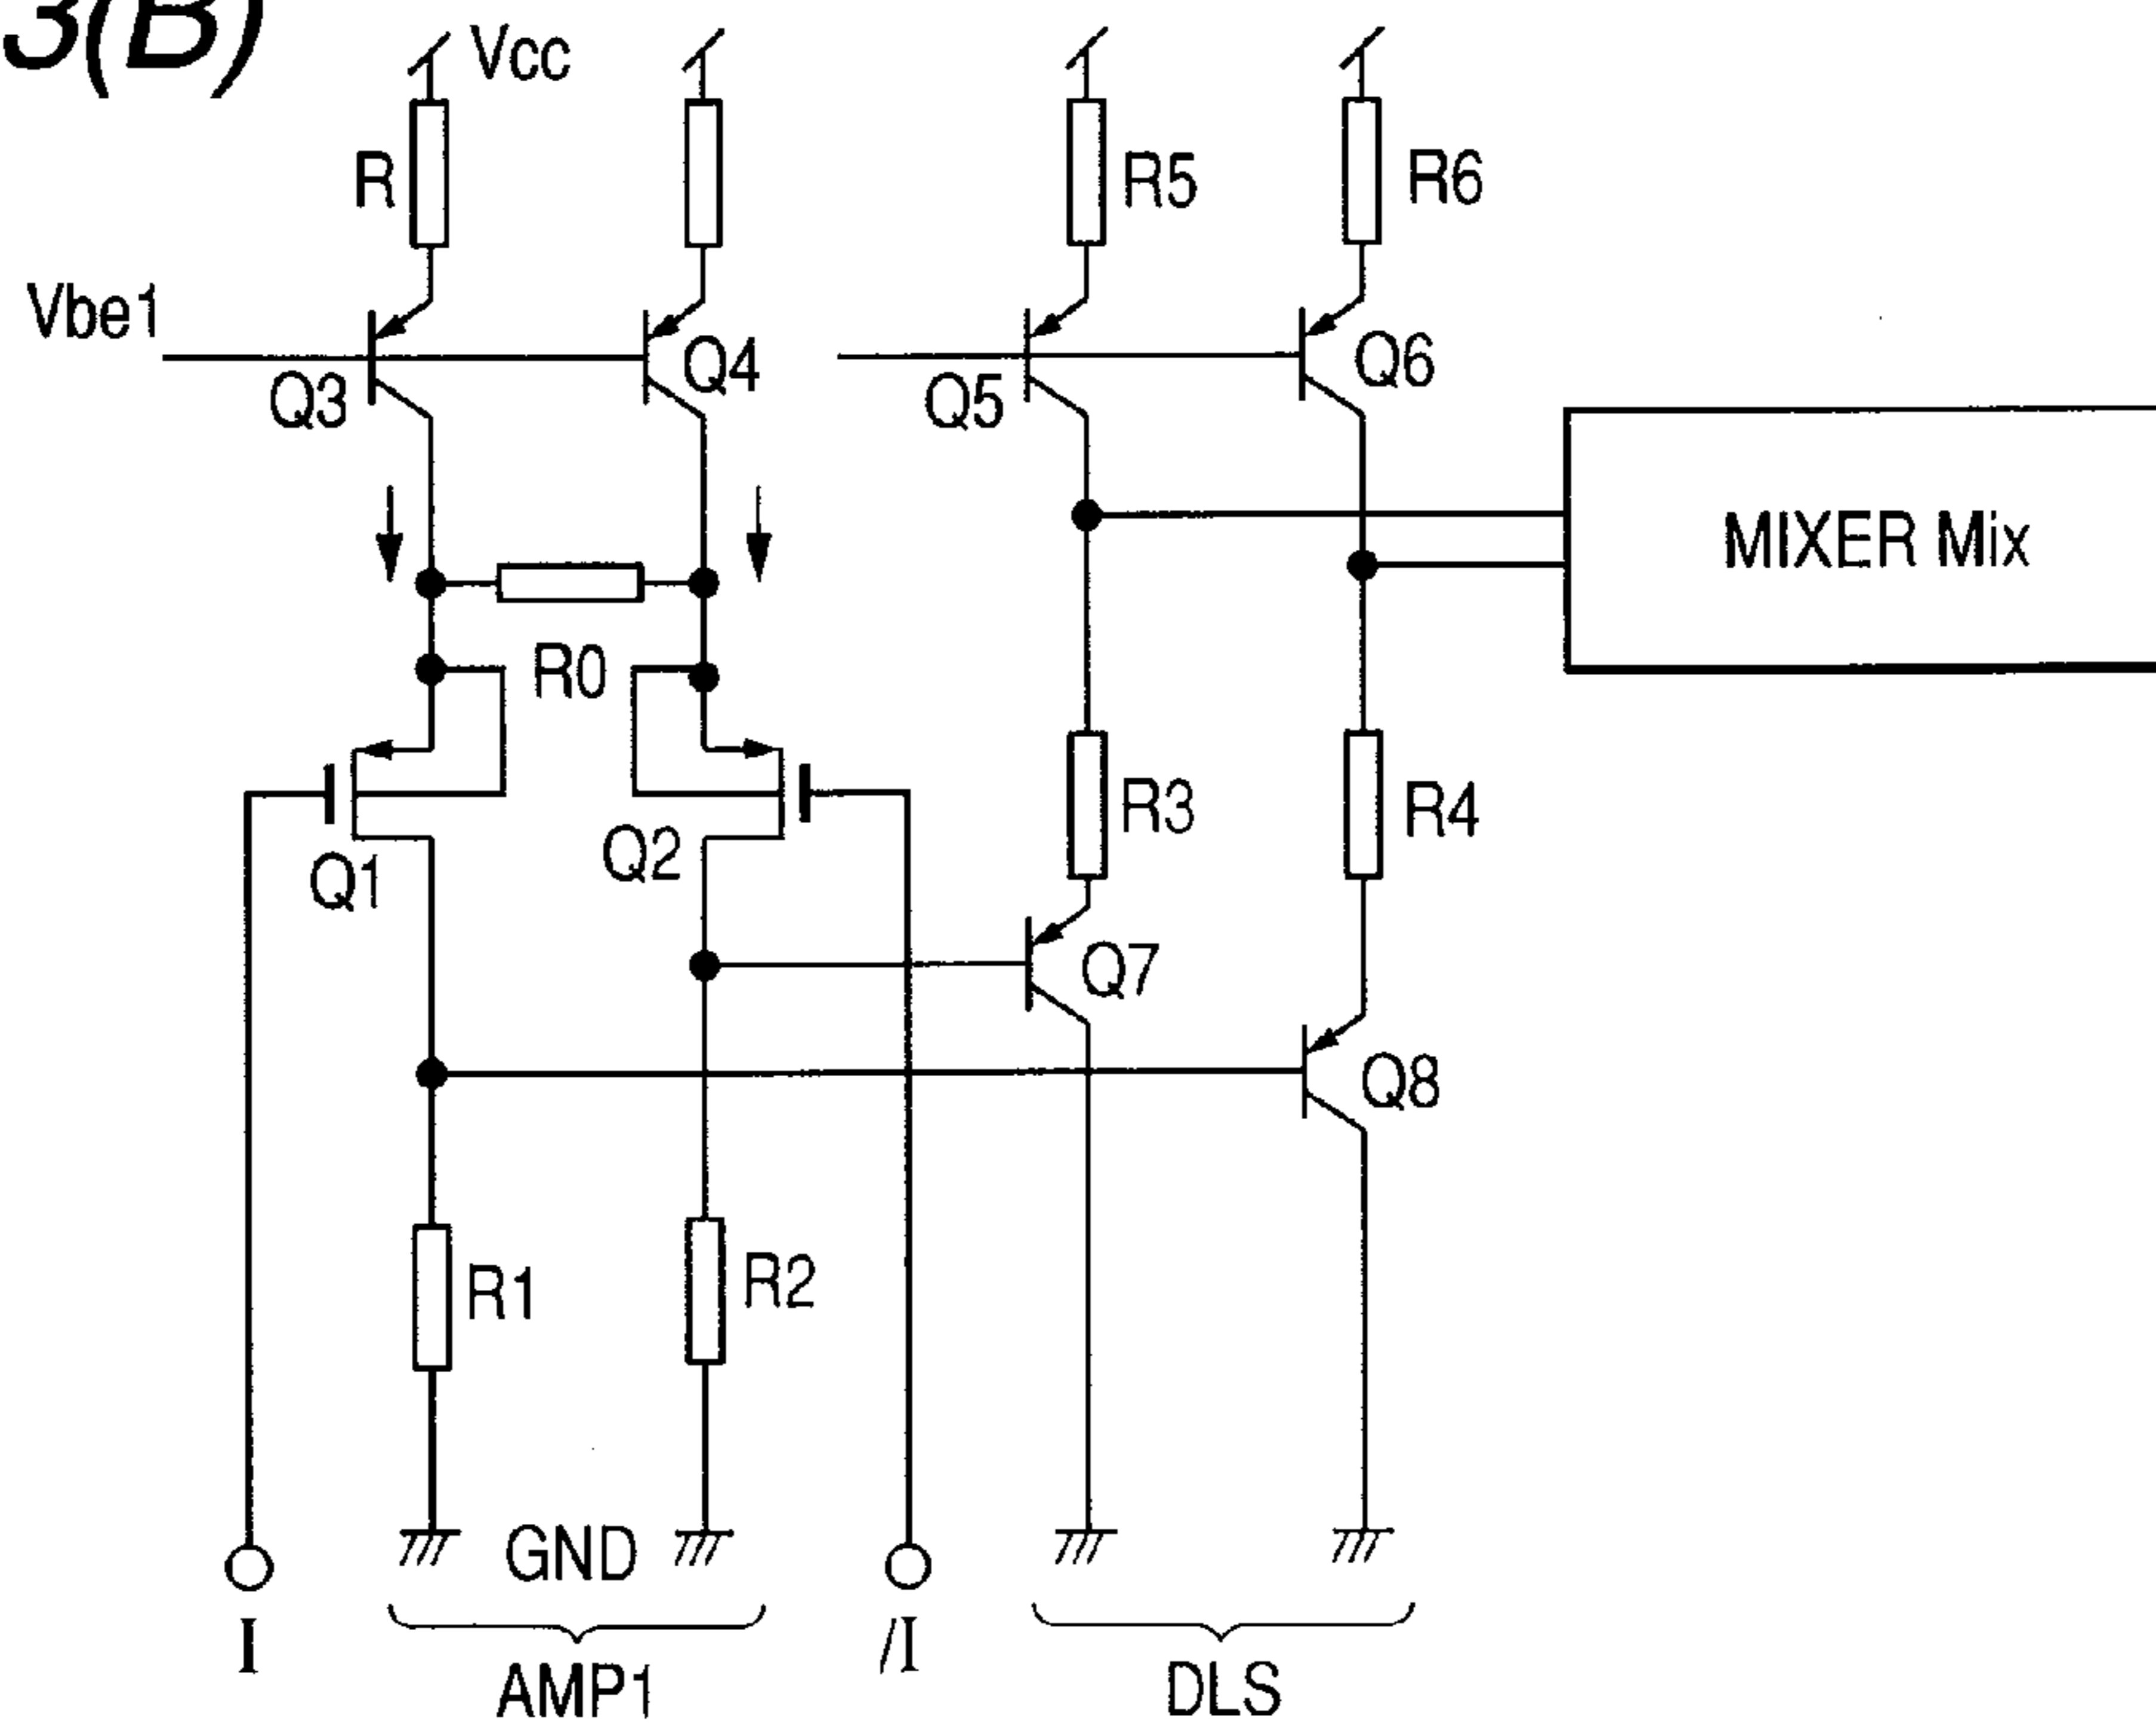 3(B)
Vcc
R
R5
R6
Vbe1
Q3
Q4
Q5
Q6
MIXER Mix
R0
Q1
Q2
R3
R4
Q7
Q8
R1
R2
GND
I
/I
AMP1
DLS